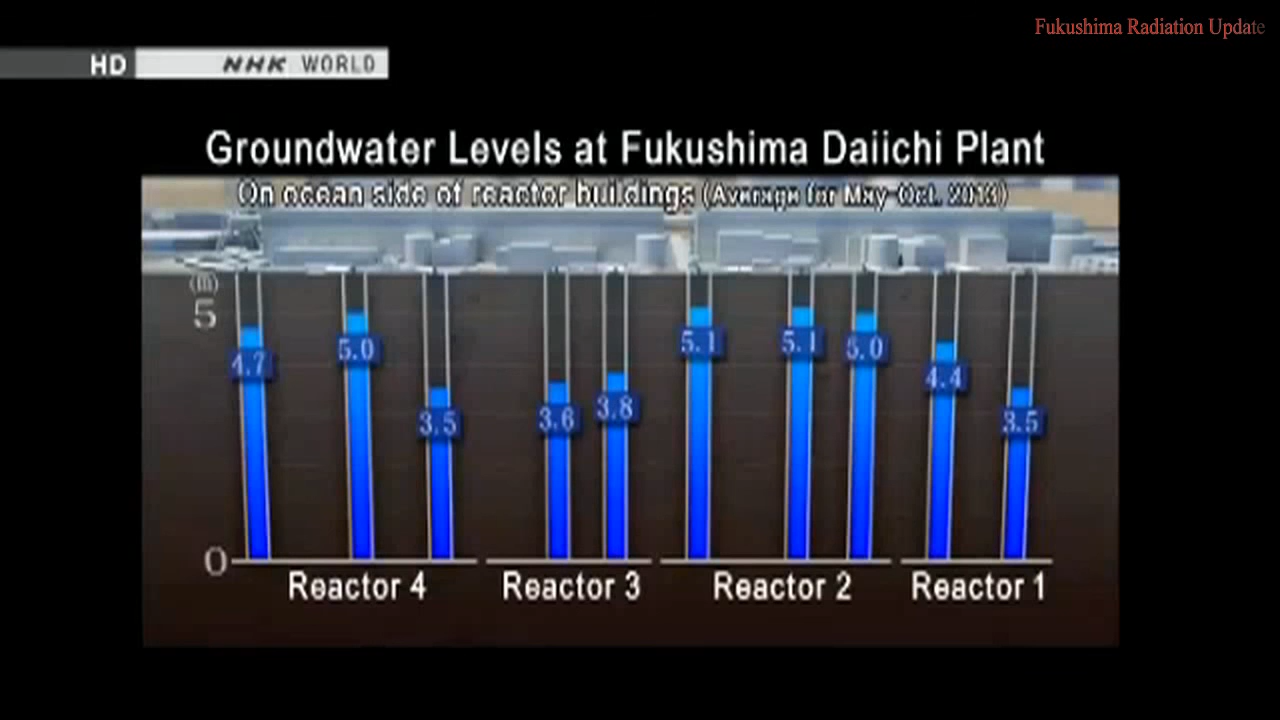 Fukushima Radiation Update
HD NHK WORLD
Groundwater Levels at Fukushima Daiichi Plant
On ocean side of reactor buildings (Average for May-Oct. 2013)
(m)
5
4.7 5.0 3.5 3.6 3.8 5.1 5.1 5.0 4.4 3.5
0
Reactor 4 Reactor 3 Reactor 2 Reactor 1